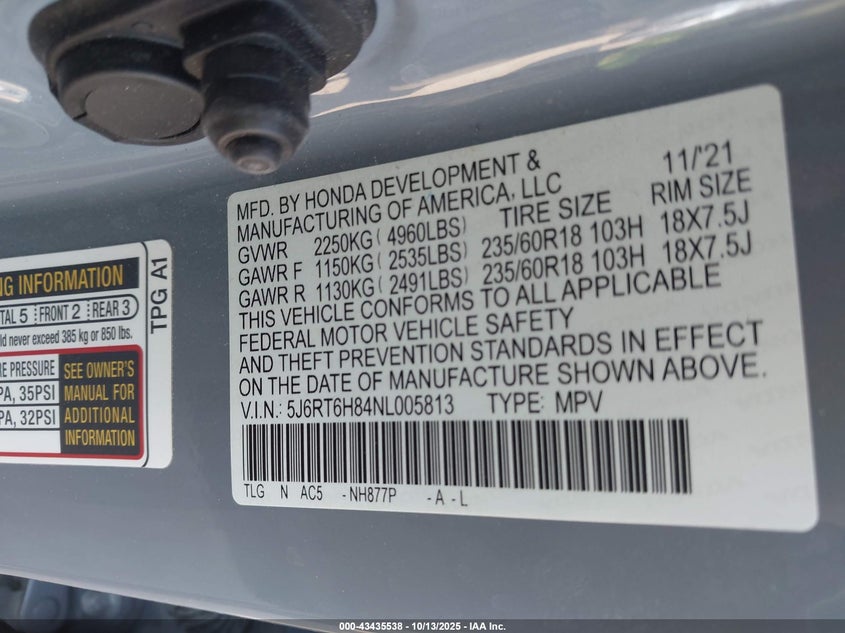 MFD. BY HONDA DEVELOPMENT & 11/'21
MANUFACTURING OF AMERICA, LLC
TIRE SIZE RIM SIZE
GVWR 2250KG ( 4960LBS)
GAWR F 1150KG ( 2535LBS) 235/60R18 103H 18X7.5J
GAWR R 1130KG ( 2491LBS) 235/60R18 103H 18X7.5J
THIS VEHICLE CONFORMS TO ALL APPLICABLE
FEDERAL MOTOR VEHICLE SAFETY
AND THEFT PREVENTION STANDARDS IN EFFECT
ON THE DATE OF MANUFACTURE SHOWN ABOVE.
V.I.N.: 5J6RT6H84NL005813 TYPE: MPV
TLG N AC5 -NH877P -A -L
INFORMATION
5 FRONT 2 REAR 3
never exceed 385 kg or 850 lbs.
PRESSURE
35PSI
32PSI
SEE OWNER'S
MANUAL FOR
ADDITIONAL
INFORMATION
TPG A1
000-43435538 - 10/13/2025 - IAA Inc.